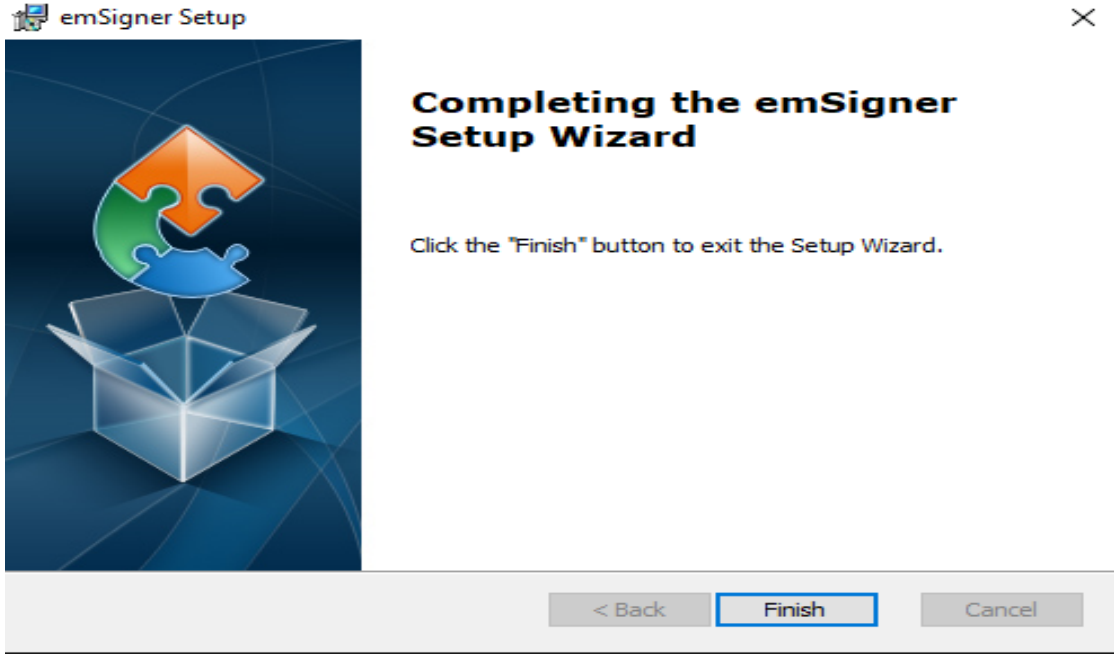 emSigner Setup
Completing the emSigner
Setup Wizard
Click the "Finish" button to exit the Setup Wizard.
< Back
Finish
Cancel